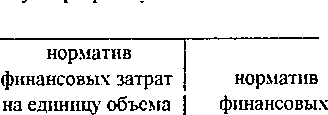 норматив
финансовых затрат
на единицу объема
норматив
финансовых